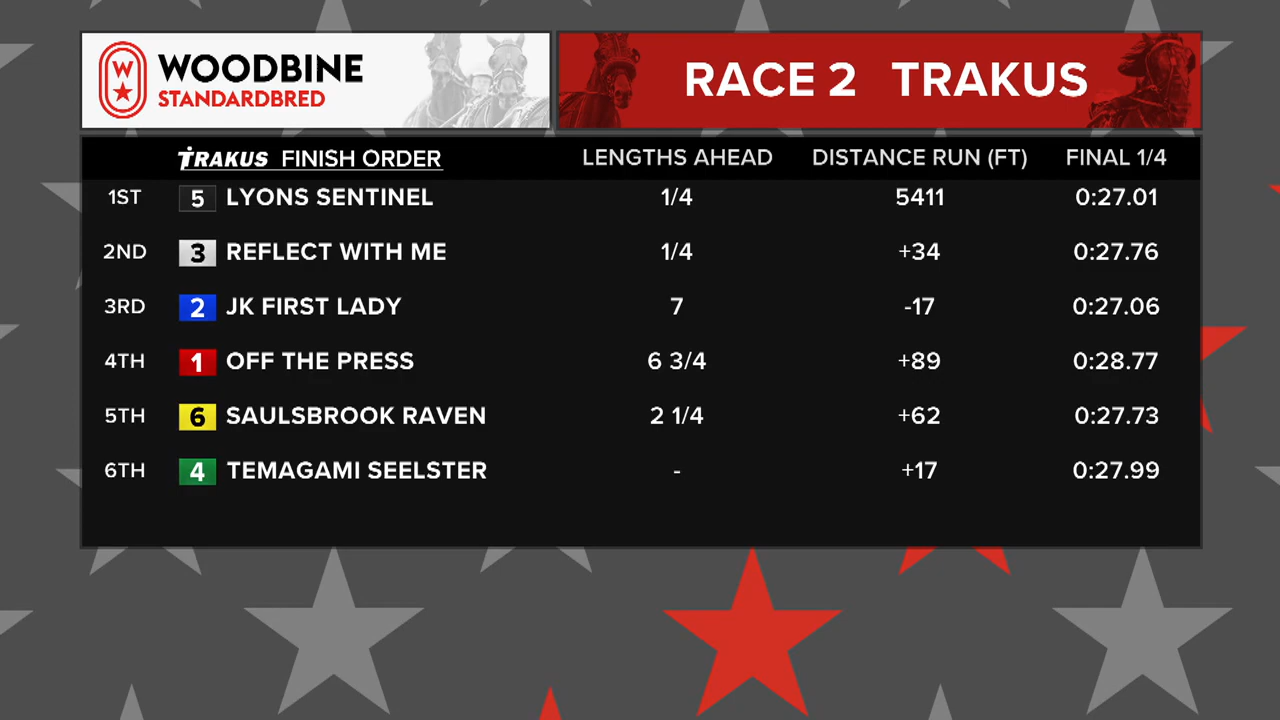 W
WOODBINE
STANDARDBRED
RACE 2 TRAKUS
TRAKUS FINISH ORDER LENGTHS AHEAD DISTANCE RUN (FT) FINAL 1/4
1ST 5 LYONS SENTINEL 1/4 5411 0:27.01
2ND 3 REFLECT WITH ME 1/4 +34 0:27.76
3RD 2 JK FIRST LADY 7 -17 0:27.06
4TH 1 OFF THE PRESS 6 3/4 +89 0:28.77
5TH 6 SAULSBROOK RAVEN 2 1/4 +62 0:27.73
6TH 4 TEMAGAMI SEELSTER - +17 0:27.99